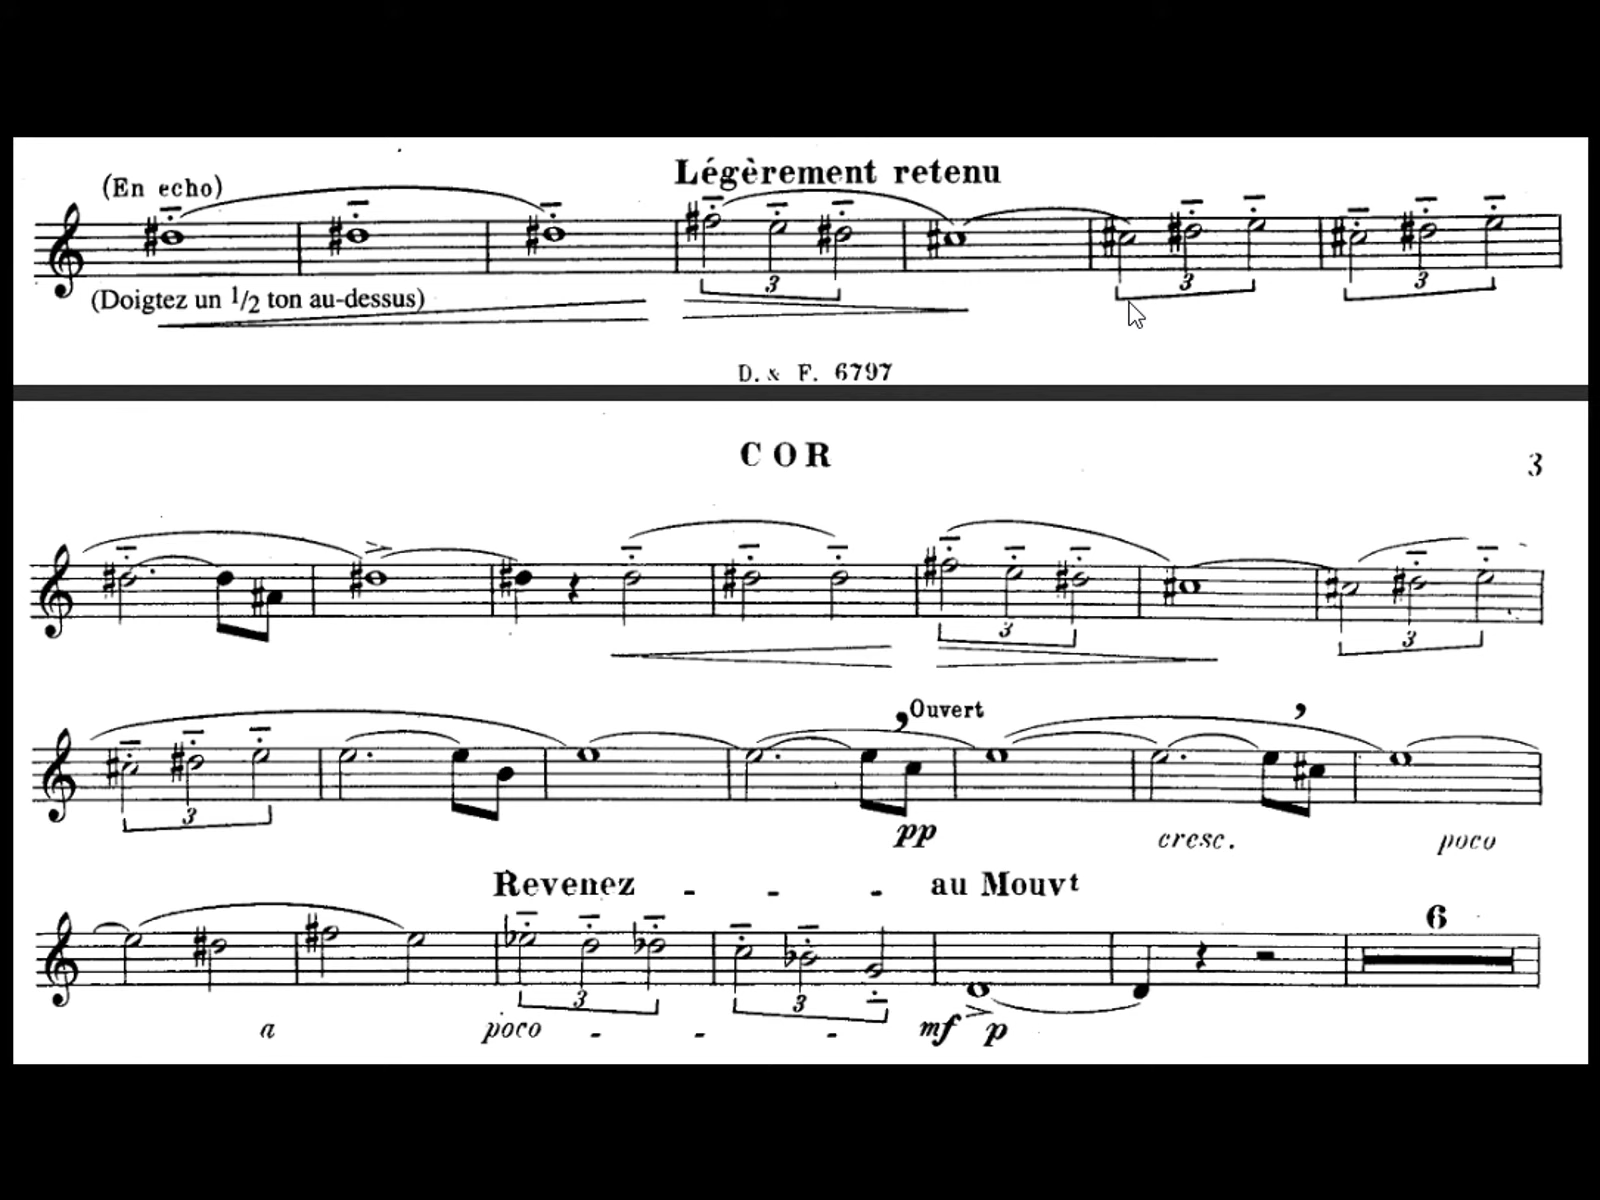 Légèrement retenu
(En echo)
3 3 3
(Doigtez un 1/2 ton au-dessus)
D. & F. 6797
COR
3
3 3
Ouvert
3
pp cresc. poco
Revenez - - - au Mouvt
6
3 3
a poco - - - mf p